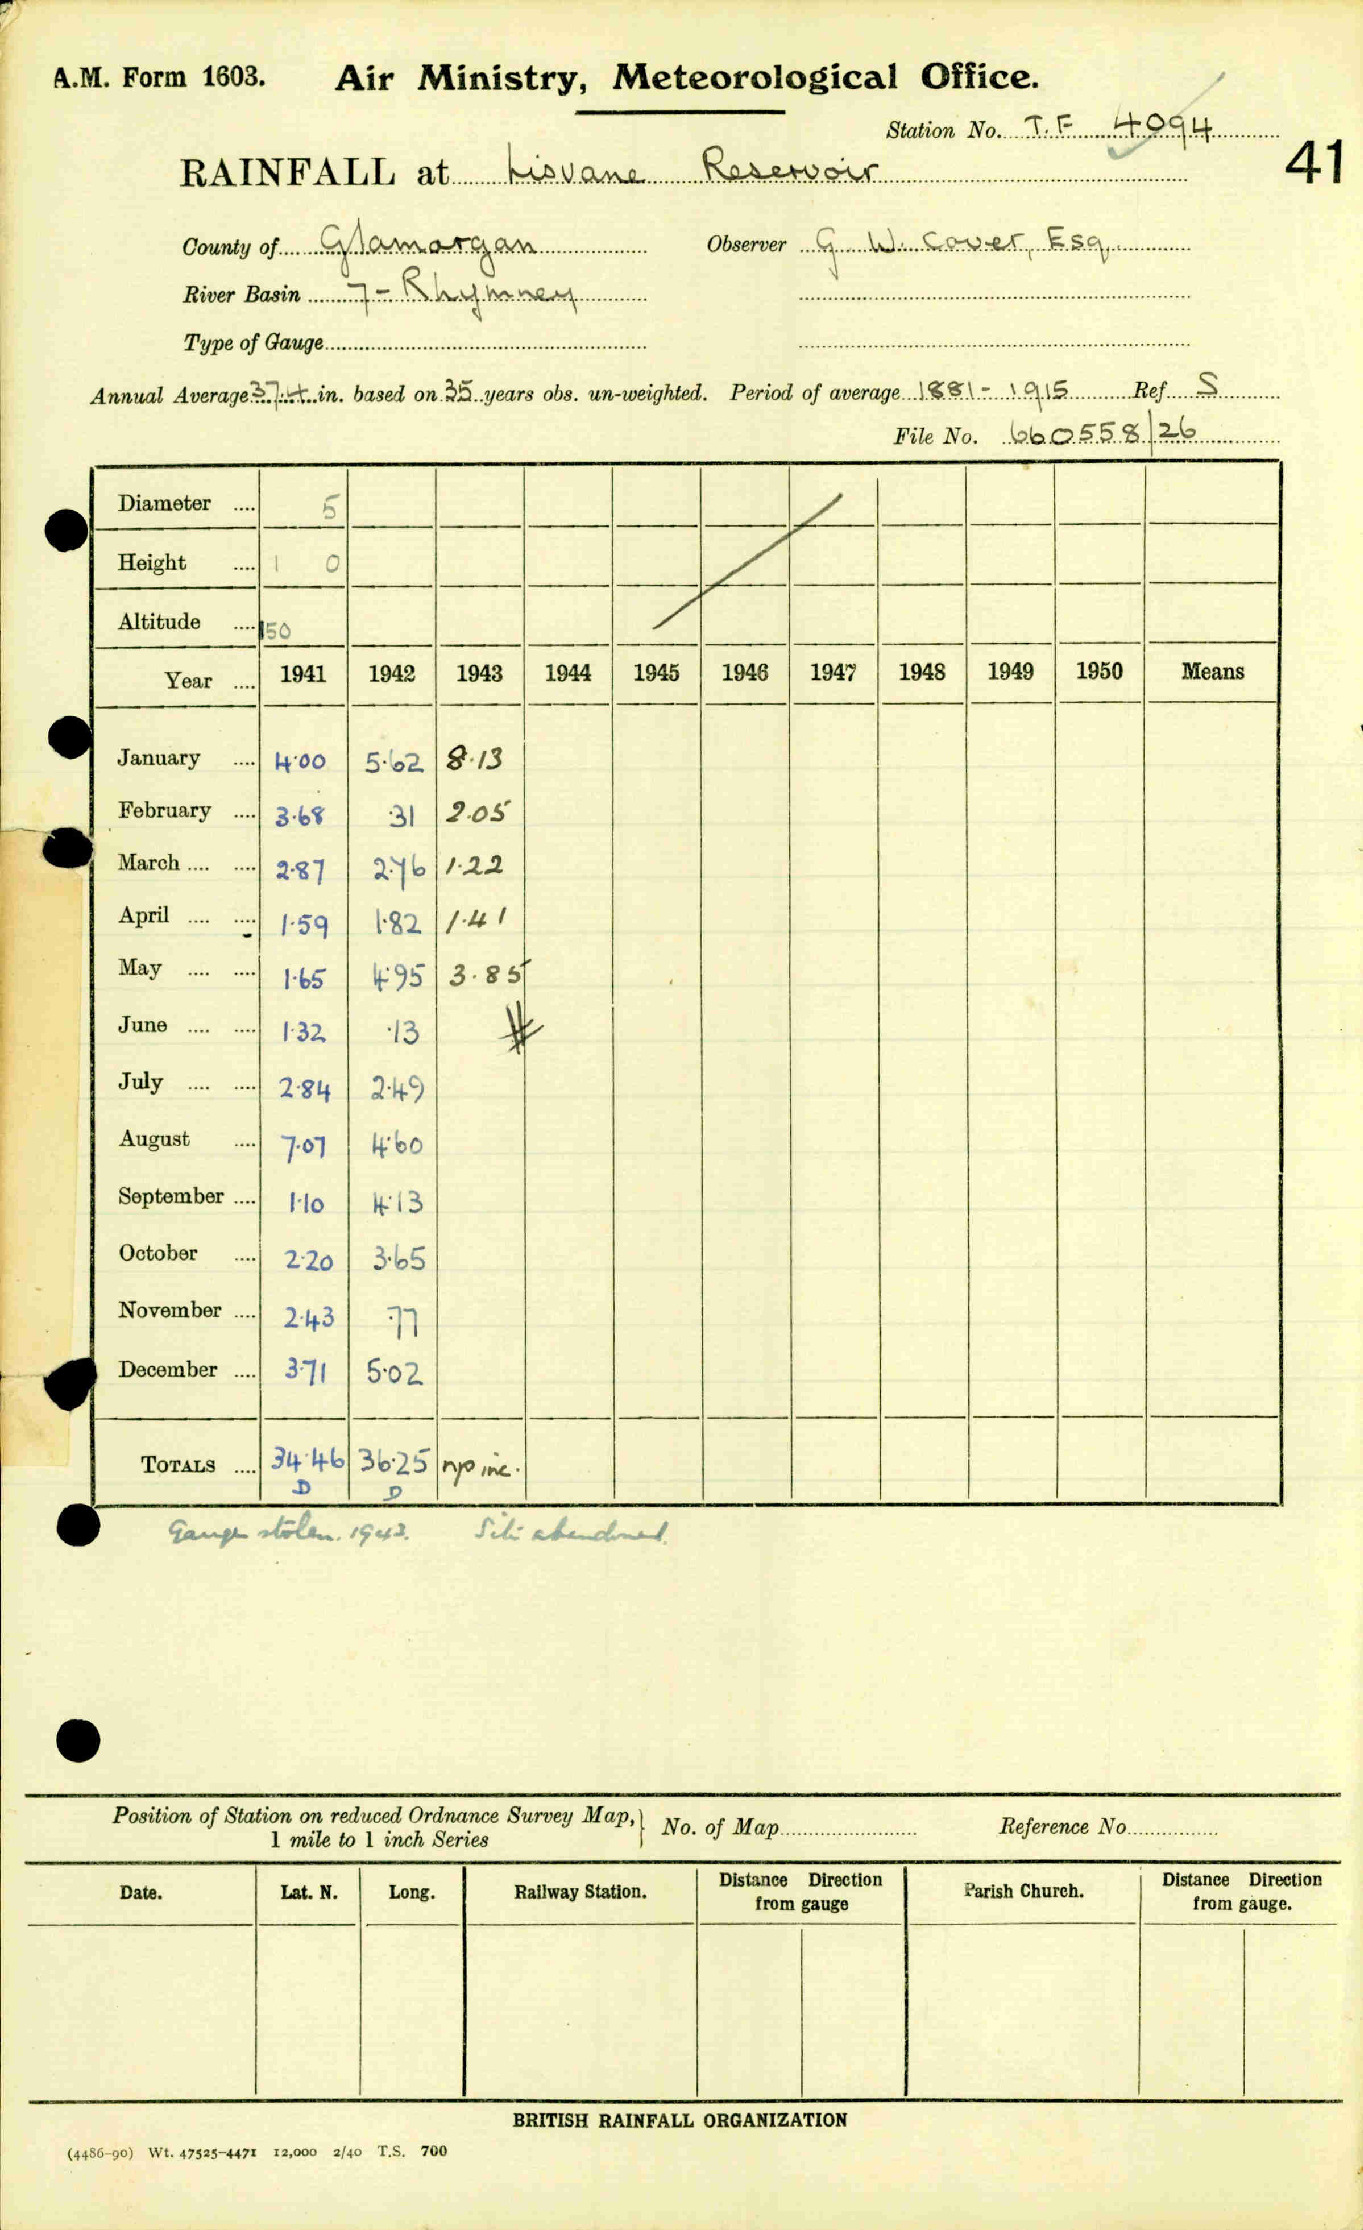 A.M. Form 1603. Air Ministry, Meteorological Office.
Station No. T.F 4094
41
RAINFALL at Lisvane Reservoir
County of Glamorgan Observer G. W. Cover, Esq.
River Basin 7 - Rhymney
Type of Gauge
Annual Average 37.4 in. based on 35 years obs. un-weighted. Period of average 1881 - 1915 Ref. S
File No. 660558/26
Diameter .... 5
Height .... 1 0
Altitude .... 150
Year .... 1941 1942 1943 1944 1945 1946 1947 1948 1949 1950 Means
January .... 4.00 5.62 8.13
February .... 3.68 .31 2.05
March .... .... 2.87 2.76 1.22
April .... .... 1.59 1.82 1.41
May .... .... 1.65 4.95 3.85
June .... .... 1.32 .13
July .... .... 2.84 2.49
August .... 7.07 4.60
September .... 1.10 4.13
October .... 2.20 3.65
November .... 2.43 .77
December .... 3.71 5.02
TOTALS .... 34.46 36.25 inc.
D D
Gauge stolen. 1943. Site abandoned.
Position of Station on reduced Ordnance Survey Map, } No. of Map Reference No.
1 mile to 1 inch Series
Date. Lat. N. Long. Railway Station. Distance Direction from gauge Parish Church. Distance Direction from gauge.
BRITISH RAINFALL ORGANIZATION
(4486-90) Wt. 47525-4471 12,000 2/40 T.S. 700